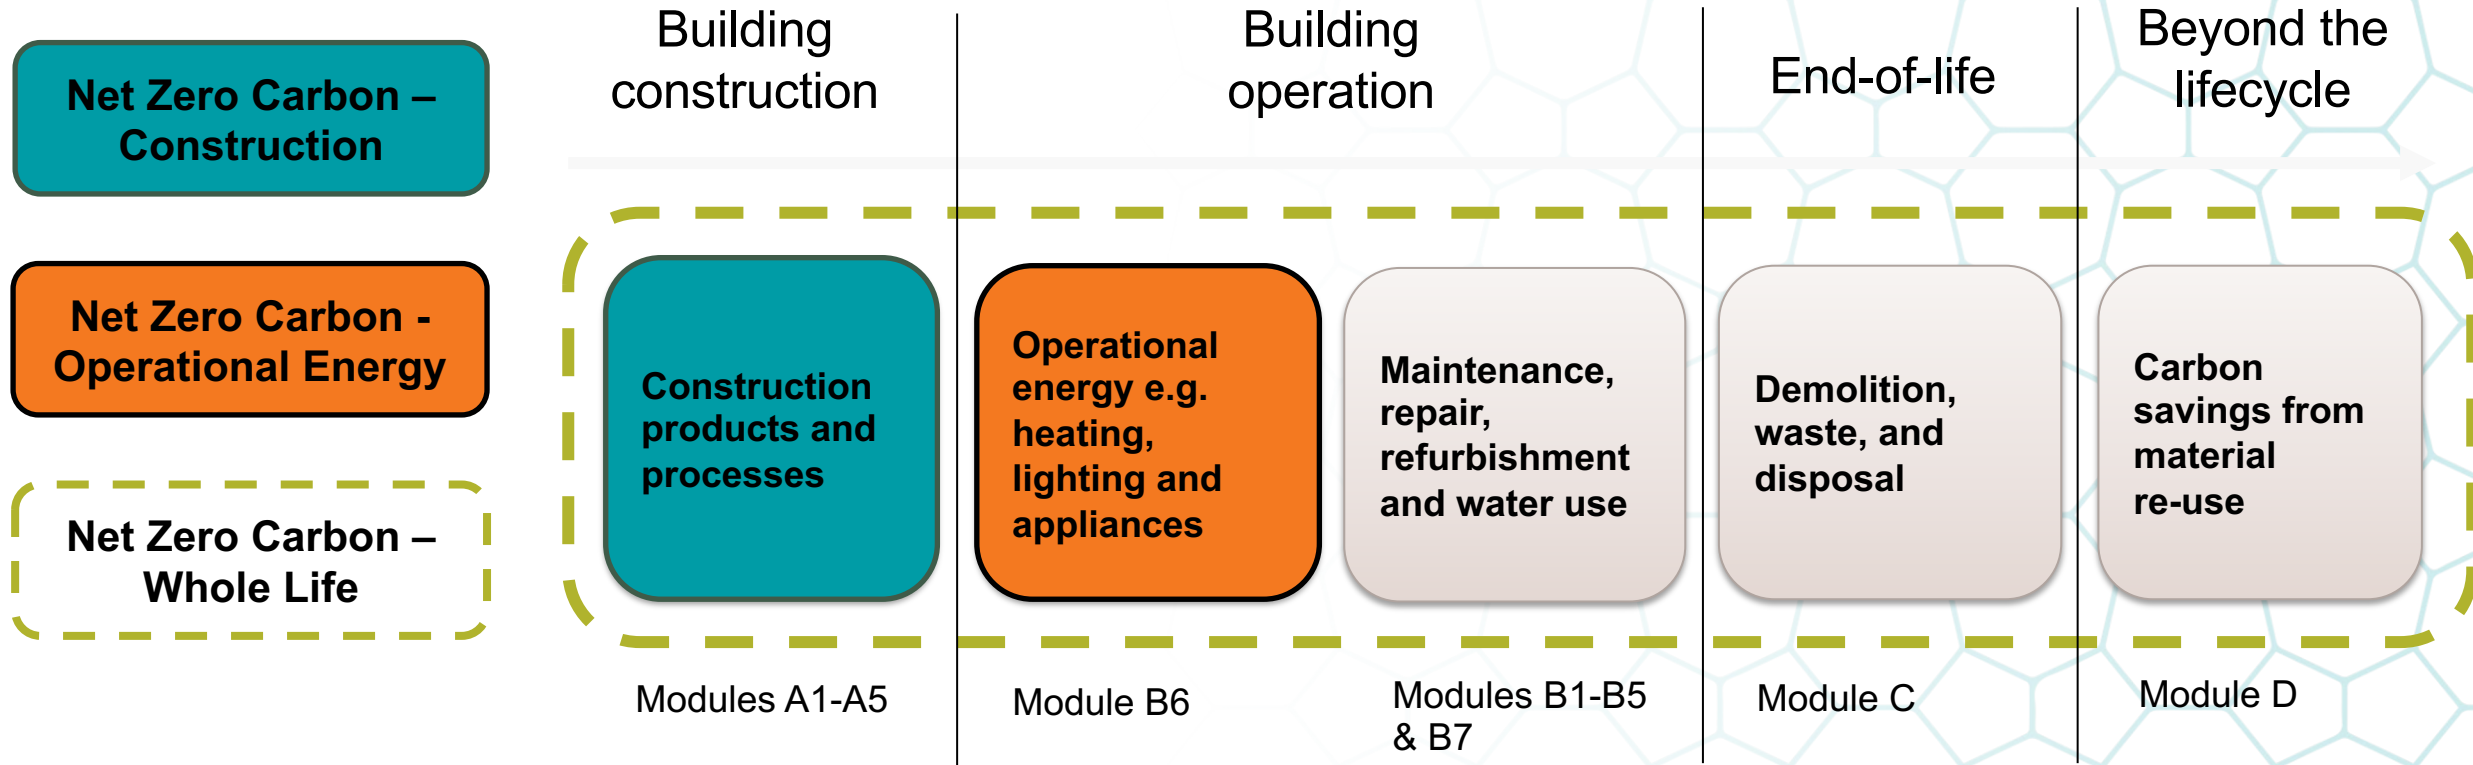 Net Zero Carbon –
Construction
Net Zero Carbon -
Operational Energy
Net Zero Carbon –
Whole Life
Building
construction
Building
operation
End-of-life
Beyond the
lifecycle
Construction
products and
processes
Operational
energy e.g.
heating,
lighting and
appliances
Maintenance,
repair,
refurbishment
and water use
Demolition,
waste, and
disposal
Carbon
savings from
material
re-use
Modules A1-A5
Module B6
Modules B1-B5
& B7
Module C
Module D